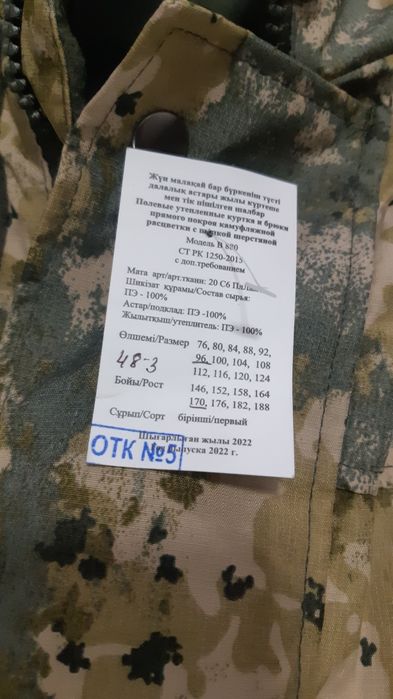 Жүн малақай бар бүркеніш түсті
далалық астары жылы күртеше
мен тік пішілген шалбар
Полевые утепленные куртка и брюки
прямого покроя камуфляжной
расцветки с шапкой шерстяной
Модель В 880
СТ РК 1250-2015
с доп.требованием
Мата арт/арт.ткани: 20 С6
Шикізат құрамы/Состав сырья:
ПЭ - 100%
Астар/подклад: ПЭ -100%
Жылытқыш/утеплитель: ПЭ - 100%
Өлшемі/Размер 76, 80, 84, 88, 92,
96, 100, 104, 108
48-3
112, 116, 120, 124
Бойы/Рост 146, 152, 158, 164
170, 176, 182, 188
Сұрып/Сорт бірінші/первый
Шығарылған жылы 2022
выпуска 2022 г.
ОТК №5